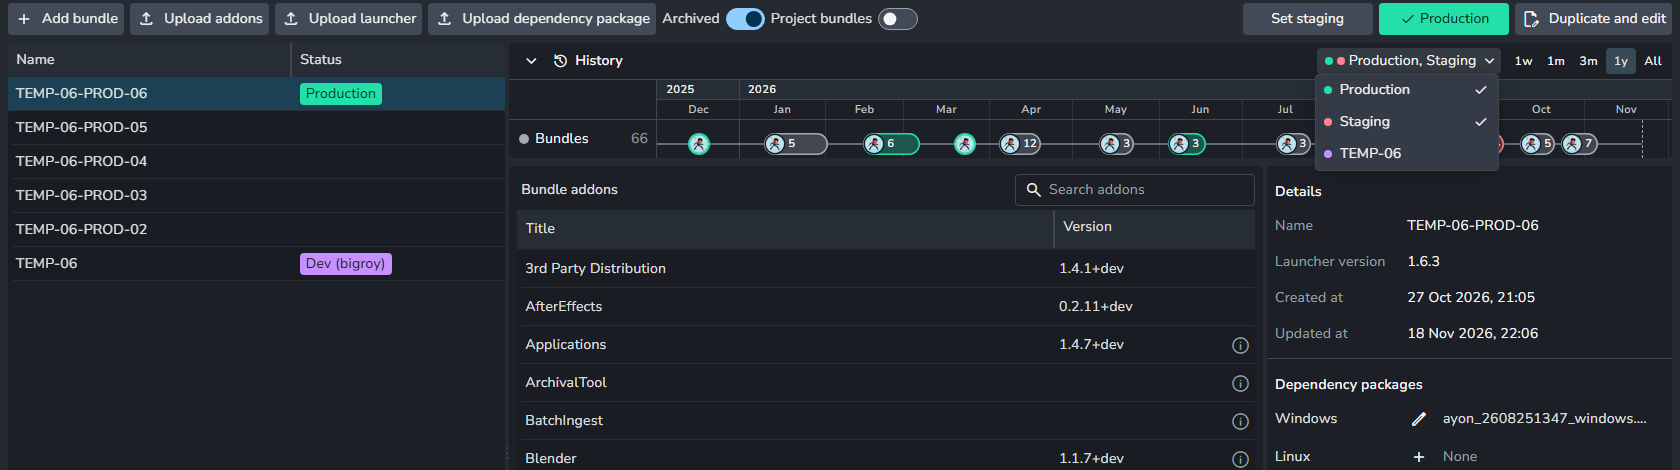 Add bundle
Upload addons
Upload launcher
Upload dependency package
Archived
Project bundles
Set staging
Production
Duplicate and edit
Name Status
TEMP-06-PROD-06 Production
TEMP-06-PROD-05
TEMP-06-PROD-04
TEMP-06-PROD-03
TEMP-06-PROD-02
TEMP-06 Dev (bigroy)
History
Production, Staging
1w 1m 3m 1y All
Production
Staging
TEMP-06
2025 2026
Dec Jan Feb Mar Apr May Jun Jul Oct Nov
Bundles 66
5 6 12 3 3 3 5 7
Bundle addons
Search addons
Title Version
3rd Party Distribution 1.4.1+dev
AfterEffects 0.2.11+dev
Applications 1.4.7+dev
ArchivalTool
BatchIngest
Blender 1.1.7+dev
Details
Name TEMP-06-PROD-06
Launcher version 1.6.3
Created at 27 Oct 2026, 21:05
Updated at 18 Nov 2026, 22:06
Dependency packages
Windows ayon_2608251347_windows....
Linux None